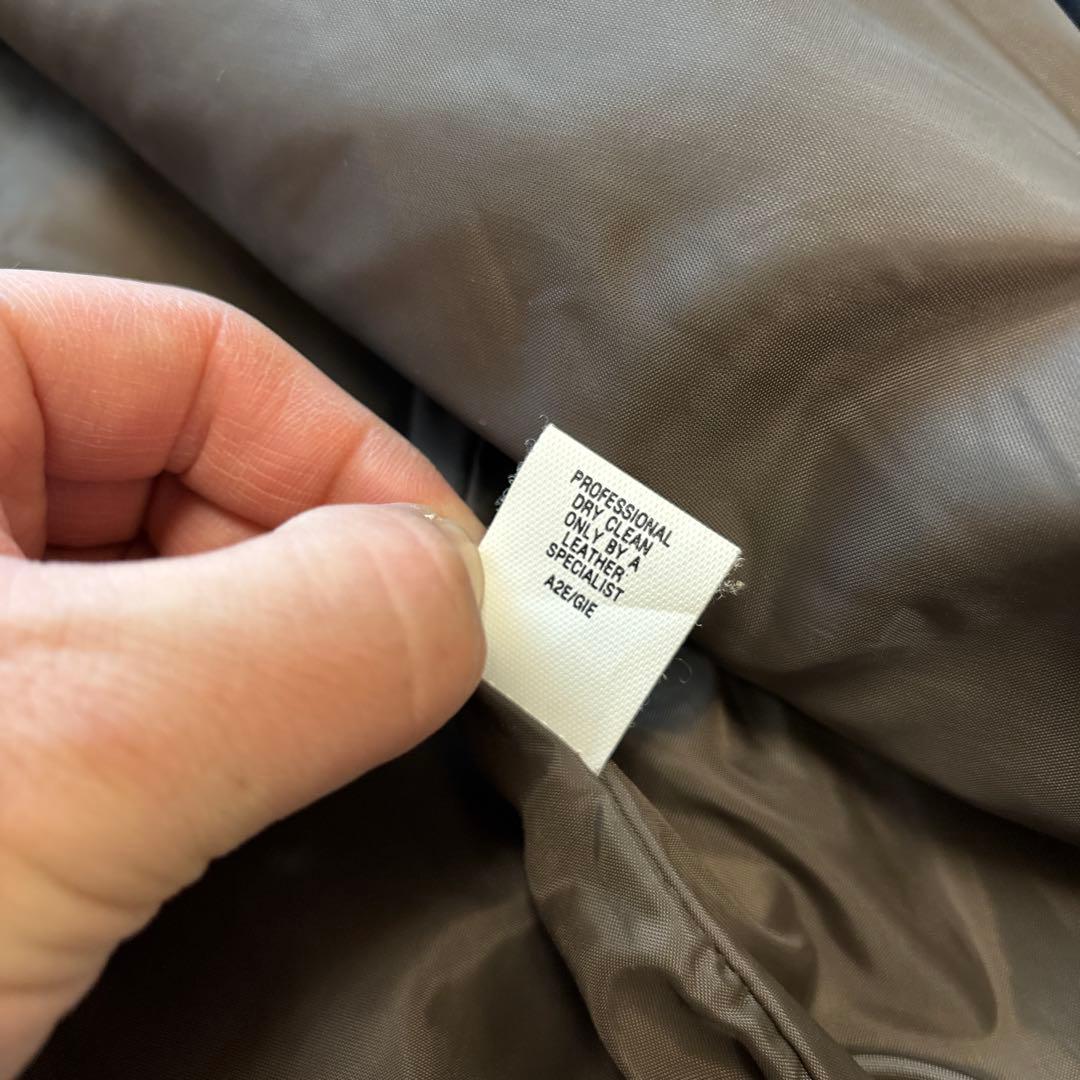 PROFESSIONAL
DRY CLEAN
ONLY BY A
LEATHER
SPECIALIST
A2E/GIE